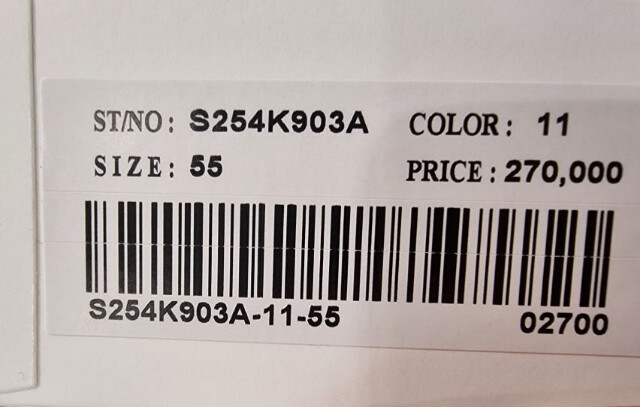 ST/NO: S254K903A COLOR: 11
SIZE: 55 PRICE: 270,000
S254K903A-11-55 02700